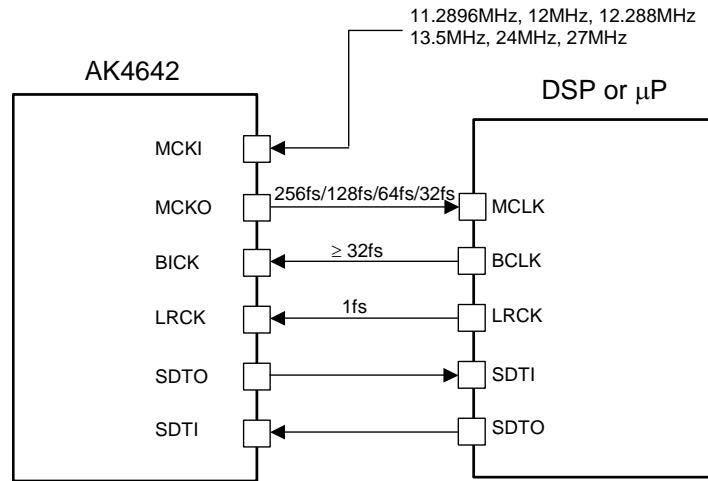 11.2896MHz, 12MHz, 12.288MHz
13.5MHz, 24MHz, 27MHz
AK4642
DSP or μP
MCKI
MCKO
256fs/128fs/64fs/32fs
MCLK
BICK
≥ 32fs
BCLK
LRCK
1fs
LRCK
SDTO
SDTI
SDTI
SDTO